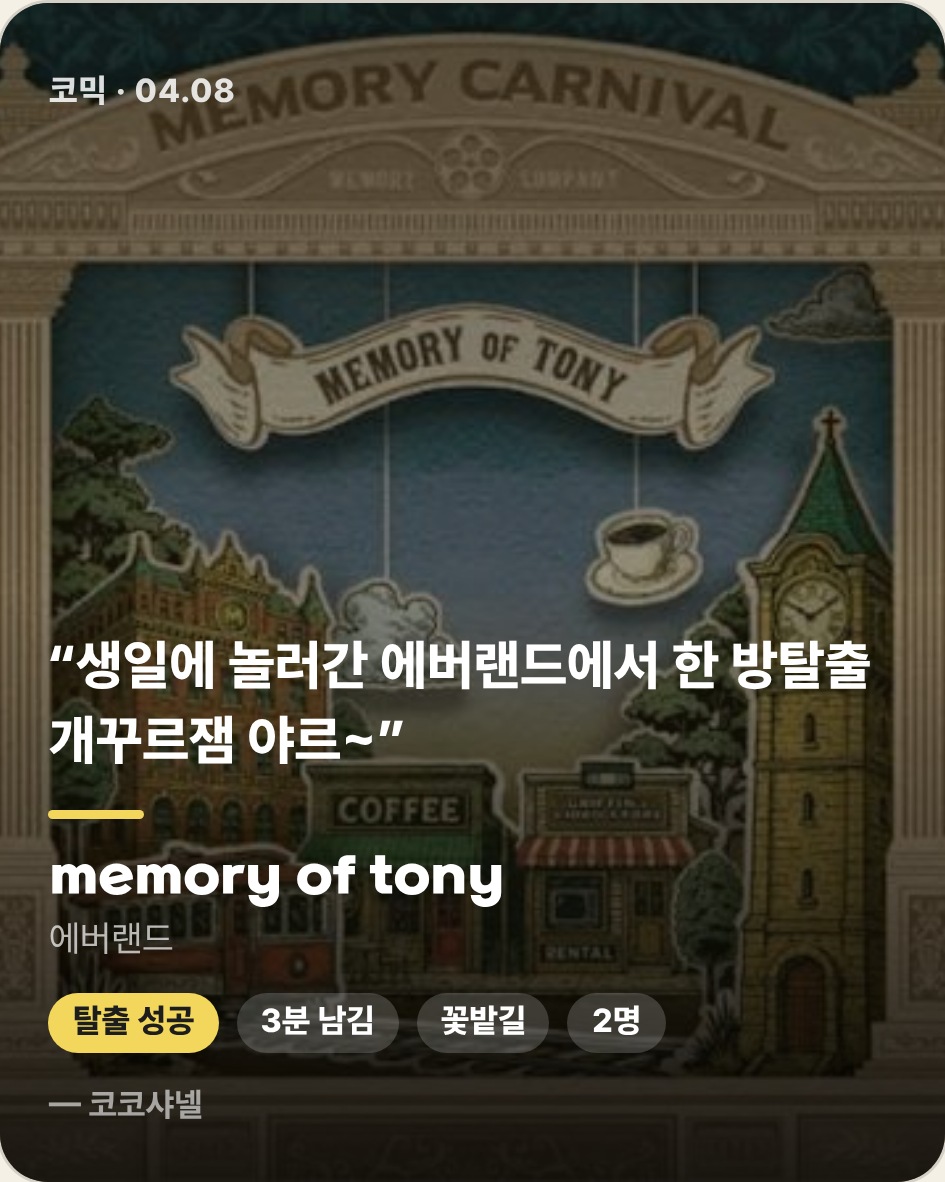 코믹 · 04.08
MEMORY CARNIVAL
MEMORY COMPANY
MEMORY OF TONY
“생일에 놀러간 에버랜드에서 한 방탈출
개꾸르잼 야르~”
COFFEE
RENTAL
memory of tony
에버랜드
탈출 성공 3분 남김 꽃밭길 2명
— 코코샤넬